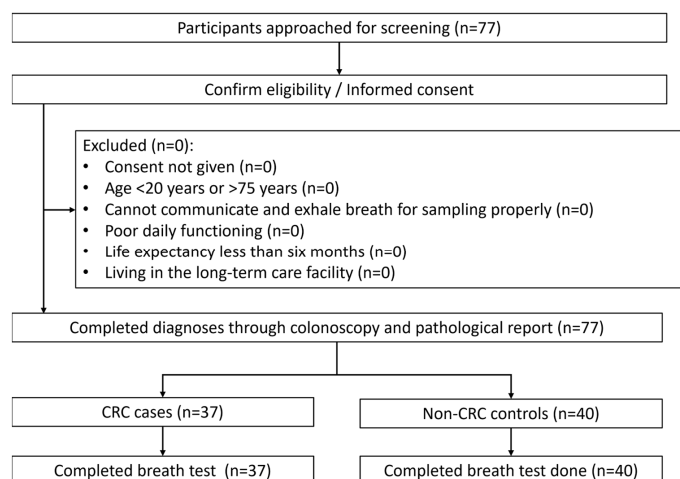 Participants approached for screening (n=77)
Confirm eligibility / Informed consent
Excluded (n=0):
• Consent not given (n=0)
• Age <20 years or >75 years (n=0)
• Cannot communicate and exhale breath for sampling properly (n=0)
• Poor daily functioning (n=0)
• Life expectancy less than six months (n=0)
• Living in the long-term care facility (n=0)
Completed diagnoses through colonoscopy and pathological report (n=77)
CRC cases (n=37)
Non-CRC controls (n=40)
Completed breath test (n=37)
Completed breath test done (n=40)